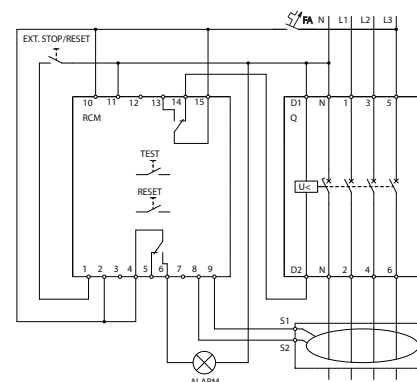 FA N L1 L2 L3
EXT. STOP/RESET
10 11 12 13 14 15
D1 N 1 3 5
RCM
Q
TEST
U<
RESET
1 2 3 4 5 6 7 8 9
D2 N 2 4 6
S1
S2
ALARM